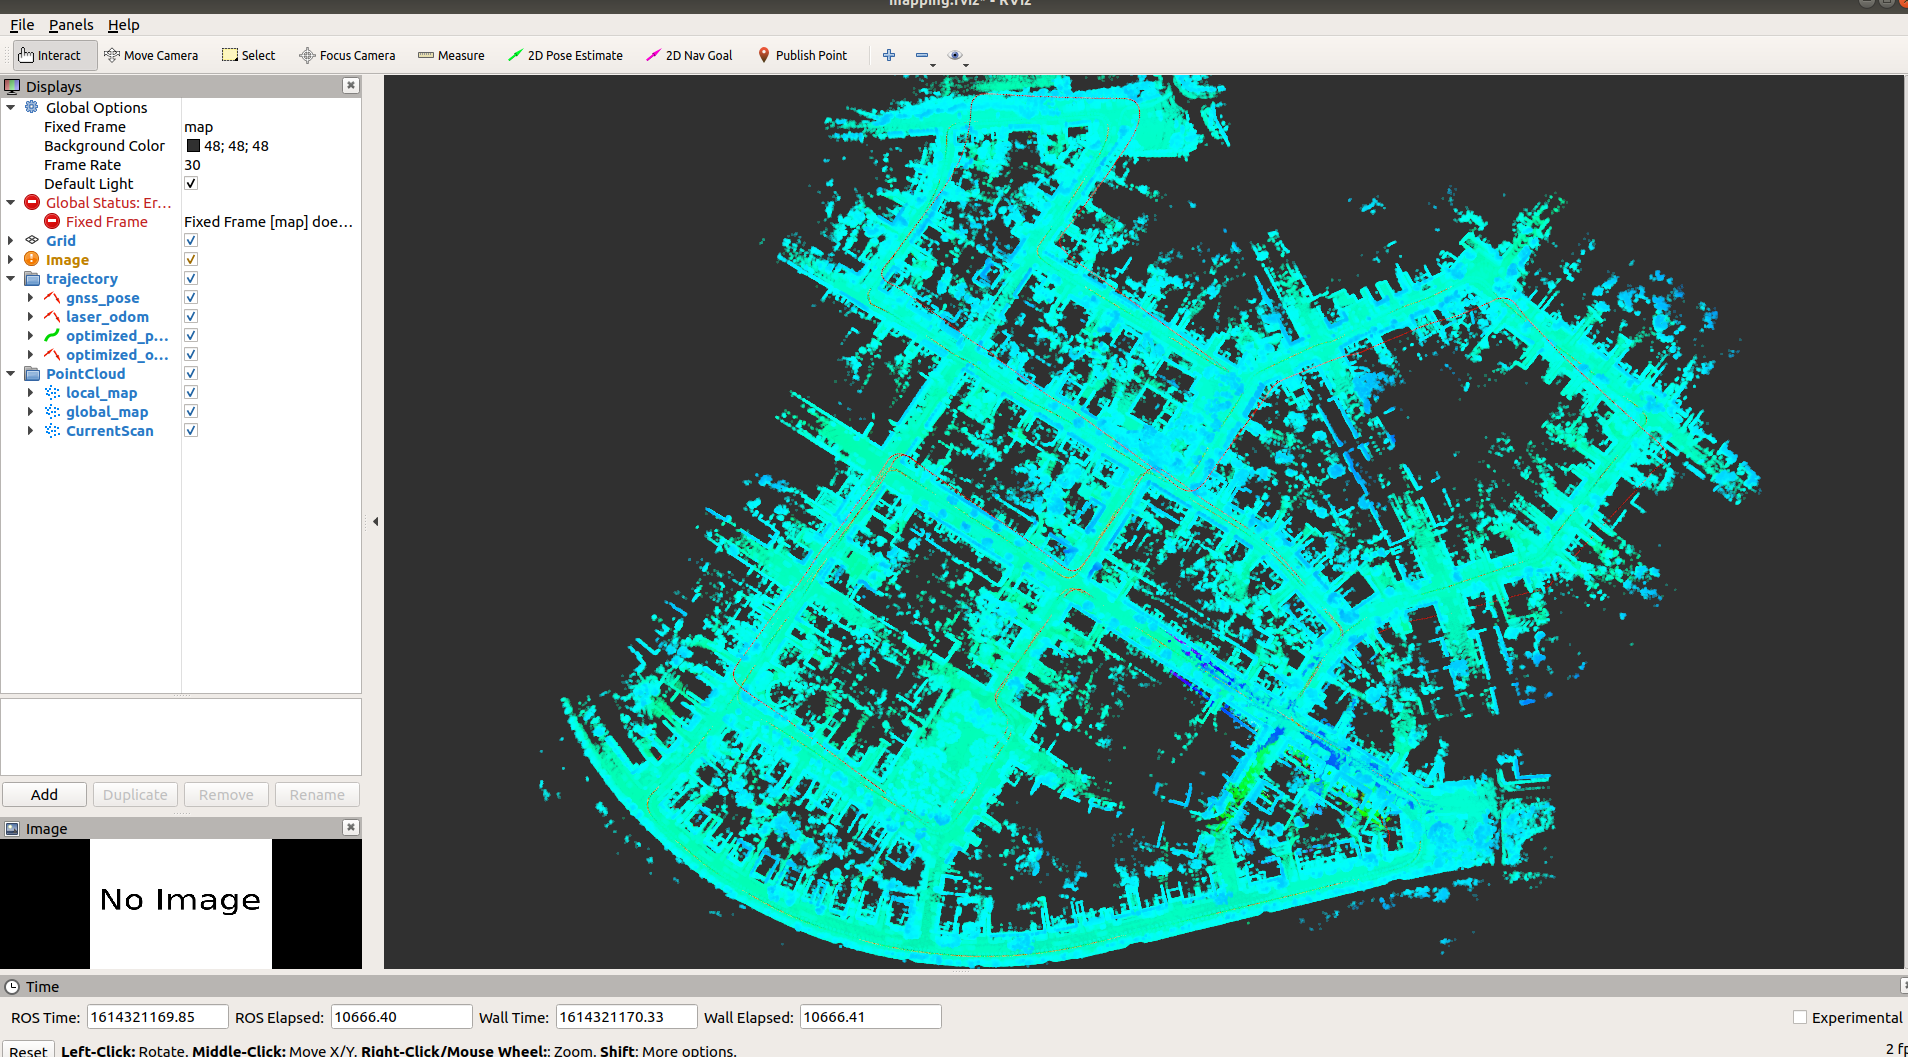 mapping.rviz* - RViz
File Panels Help
Interact Move Camera Select Focus Camera Measure 2D Pose Estimate 2D Nav Goal Publish Point
Displays
Global Options
Fixed Frame map
Background Color 48; 48; 48
Frame Rate 30
Default Light
Global Status: Er...
Fixed Frame Fixed Frame [map] doe...
Grid
Image
trajectory
gnss_pose
laser_odom
optimized_p...
optimized_o...
PointCloud
local_map
global_map
CurrentScan
Add Duplicate Remove Rename
Image
No Image
Time
ROS Time: 1614321169.85 ROS Elapsed: 10666.40 Wall Time: 1614321170.33 Wall Elapsed: 10666.41 Experimental
Reset Left-Click: Rotate. Middle-Click: Move X/Y. Right-Click/Mouse Wheel:: Zoom. Shift: More options. 2 fp